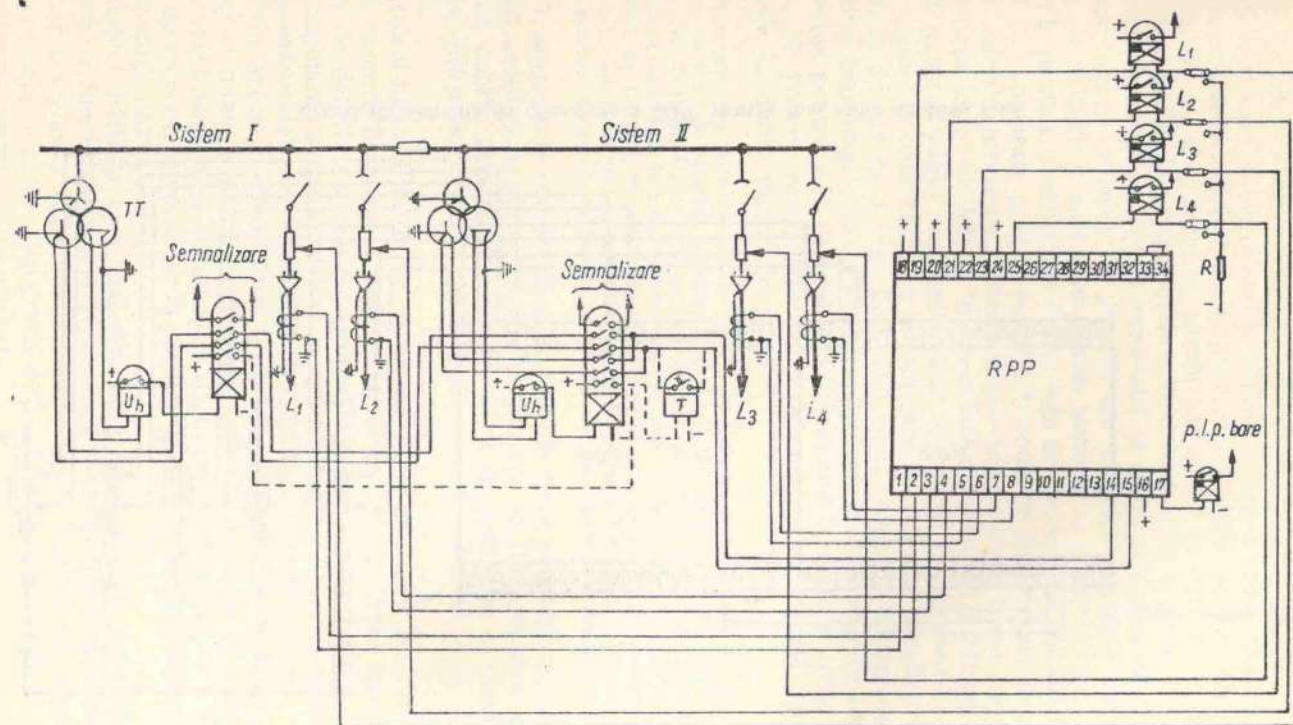 Sistem I
Sistem II
TT
Semnalizare
Semnalizare
Uh
Uh
T
L1
L2
L3
L4
L1
L2
L3
L4
R
18 19 20 21 22 23 24 25 26 27 28 29 30 31 32 33 34
RPP
p.l.p. bare
1 2 3 4 5 6 7 8 9 10 11 12 13 14 15 16 17